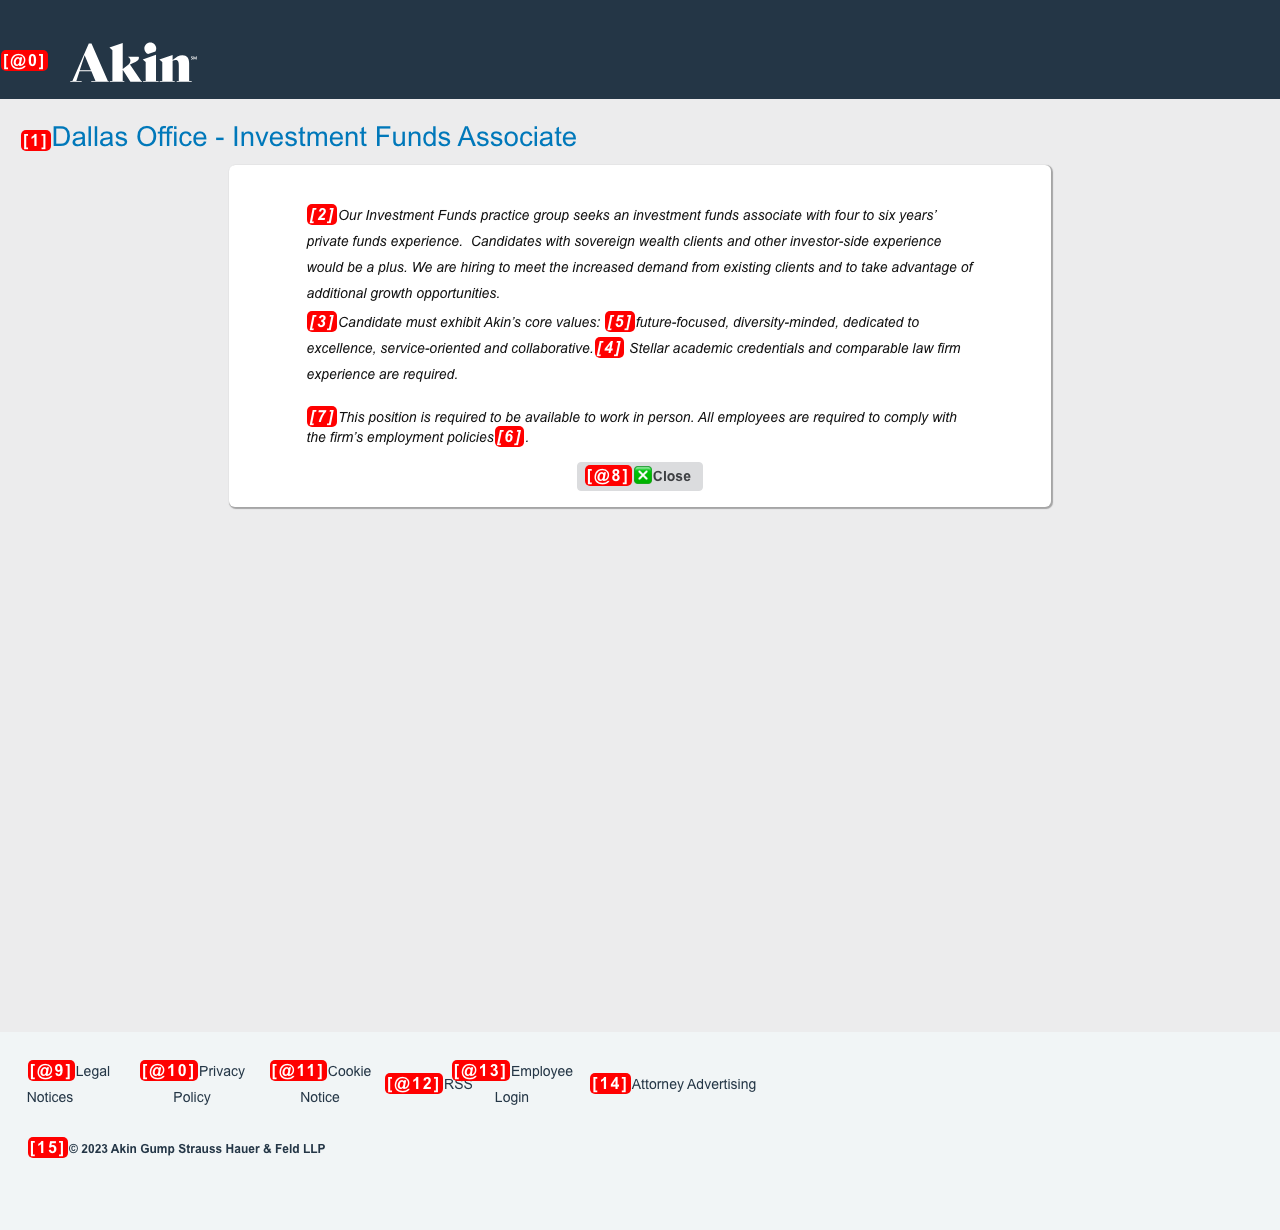 [@0] Akin℠
[1] Dallas Office - Investment Funds Associate
[2] Our Investment Funds practice group seeks an investment funds associate with four to six years’
private funds experience.  Candidates with sovereign wealth clients and other investor-side experience
would be a plus. We are hiring to meet the increased demand from existing clients and to take advantage of
additional growth opportunities.
[3] Candidate must exhibit Akin’s core values: [5] future-focused, diversity-minded, dedicated to
excellence, service-oriented and collaborative. [4] Stellar academic credentials and comparable law firm
experience are required.
[7] This position is required to be available to work in person. All employees are required to comply with
the firm’s employment policies [6] .
[@8] Close
[@9] Legal
Notices
[@10] Privacy
Policy
[@11] Cookie
Notice
[@12] RSS
[@13] Employee
Login
[14] Attorney Advertising
[15] © 2023 Akin Gump Strauss Hauer & Feld LLP